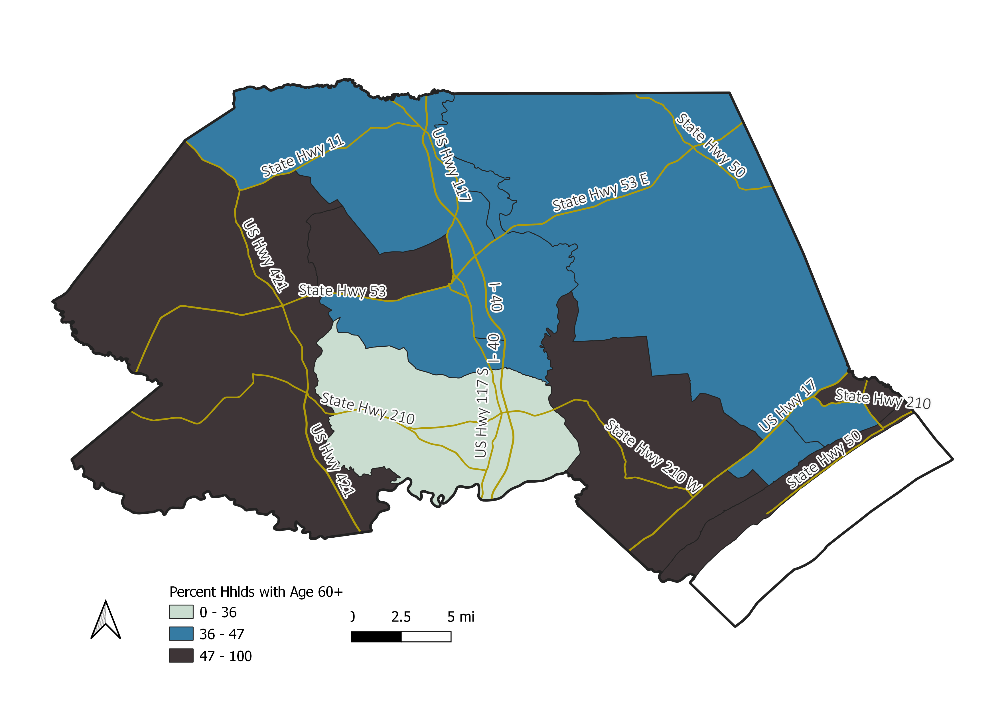 State Hwy 11
US Hwy 117
State Hwy 50
State Hwy 53 E
US Hwy 421
State Hwy 53
I- 40
I- 40
US Hwy 117 S
State Hwy 210
US Hwy 17
State Hwy 210
US Hwy 421
State Hwy 210 W
State Hwy 50
Percent Hhlds with Age 60+
0 - 36
36 - 47
47 - 100
0 2.5 5 mi